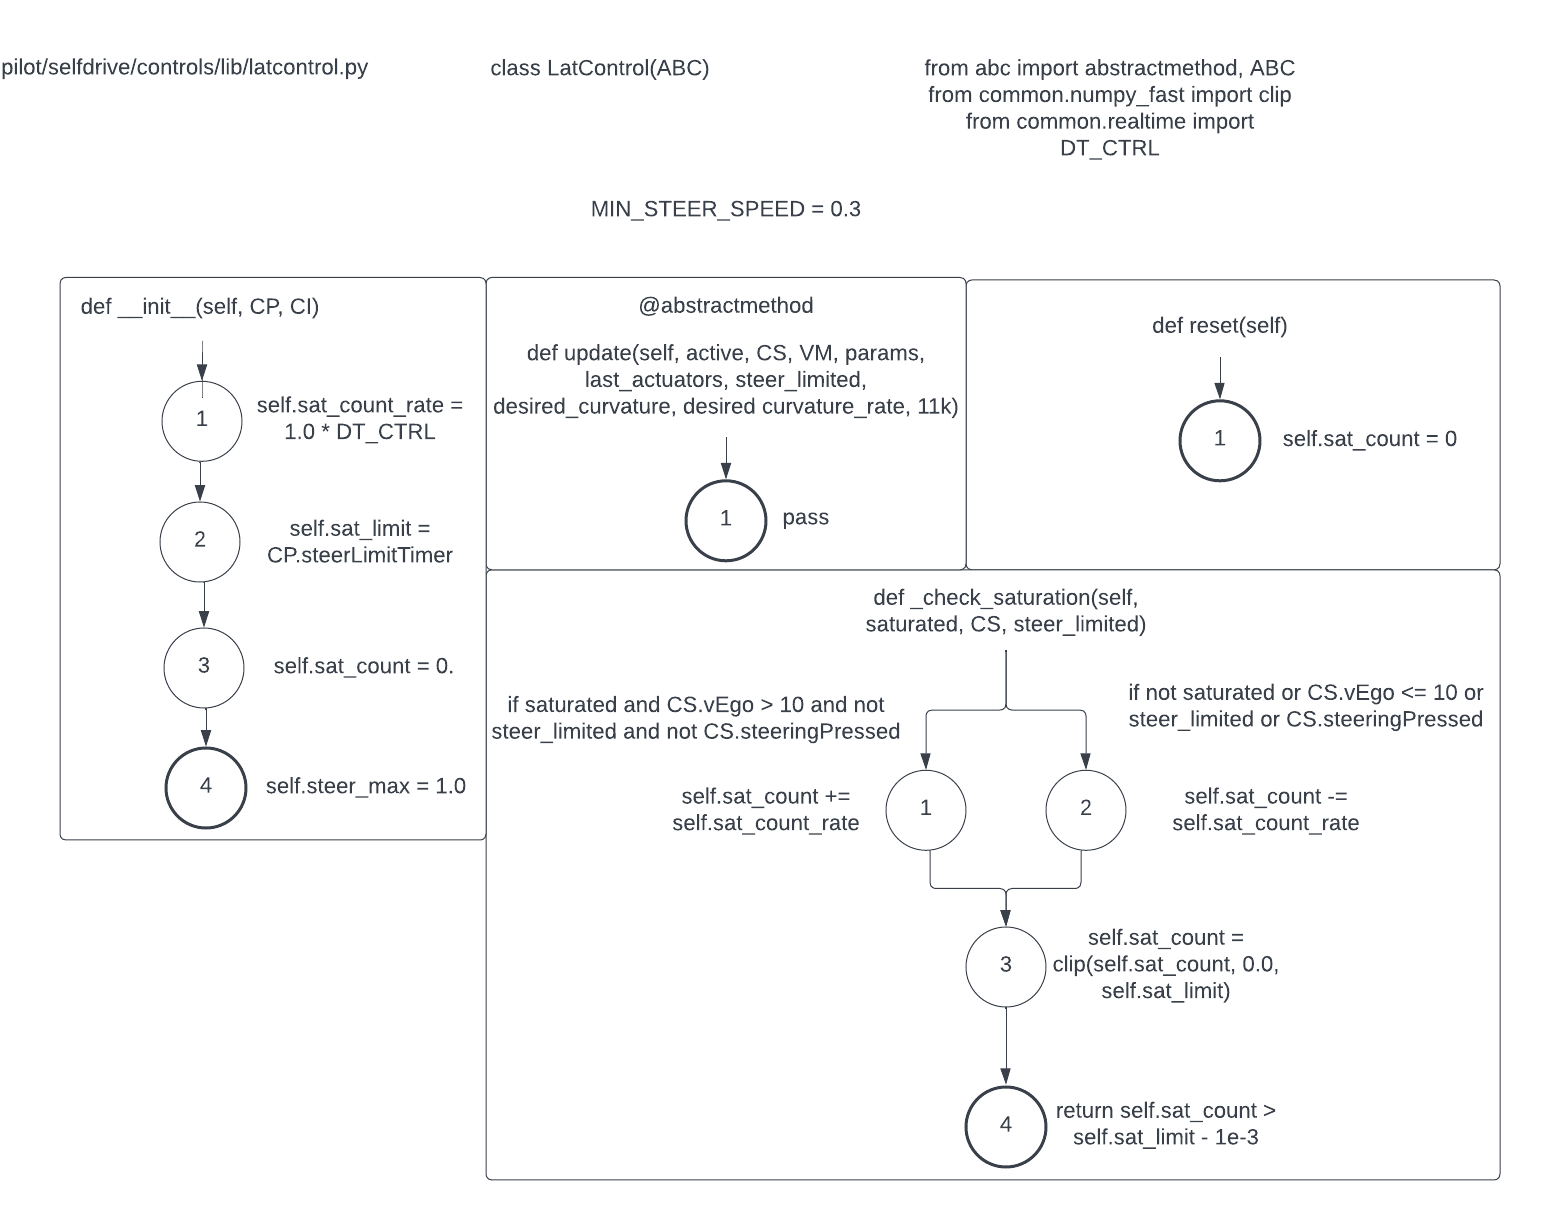 pilot/selfdrive/controls/lib/latcontrol.py
class LatControl(ABC)
from abc import abstractmethod, ABC
from common.numpy_fast import clip
from common.realtime import
DT_CTRL
MIN_STEER_SPEED = 0.3
def __init__(self, CP, CI)
1
self.sat_count_rate =
1.0 * DT_CTRL
2
self.sat_limit =
CP.steerLimitTimer
3
self.sat_count = 0.
4
self.steer_max = 1.0
@abstractmethod
def update(self, active, CS, VM, params,
last_actuators, steer_limited,
desired_curvature, desired curvature_rate, 11k)
1
pass
def reset(self)
1
self.sat_count = 0
def _check_saturation(self,
saturated, CS, steer_limited)
if saturated and CS.vEgo > 10 and not
steer_limited and not CS.steeringPressed
if not saturated or CS.vEgo <= 10 or
steer_limited or CS.steeringPressed
self.sat_count +=
self.sat_count_rate
1
2
self.sat_count -=
self.sat_count_rate
3
self.sat_count =
clip(self.sat_count, 0.0,
self.sat_limit)
4
return self.sat_count >
self.sat_limit - 1e-3